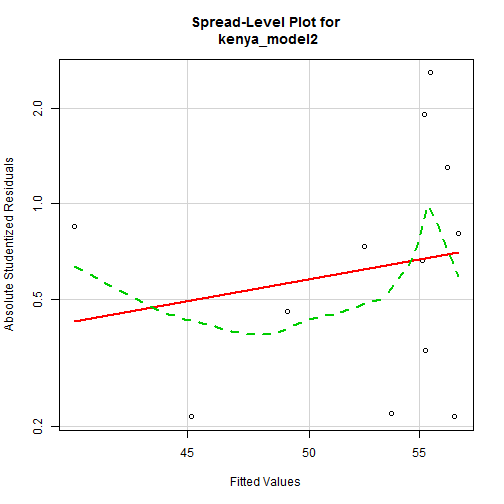 Spread-Level Plot for
kenya_model2
Absolute Studentized Residuals
2.0
1.0
0.5
0.2
45 50 55
Fitted Values